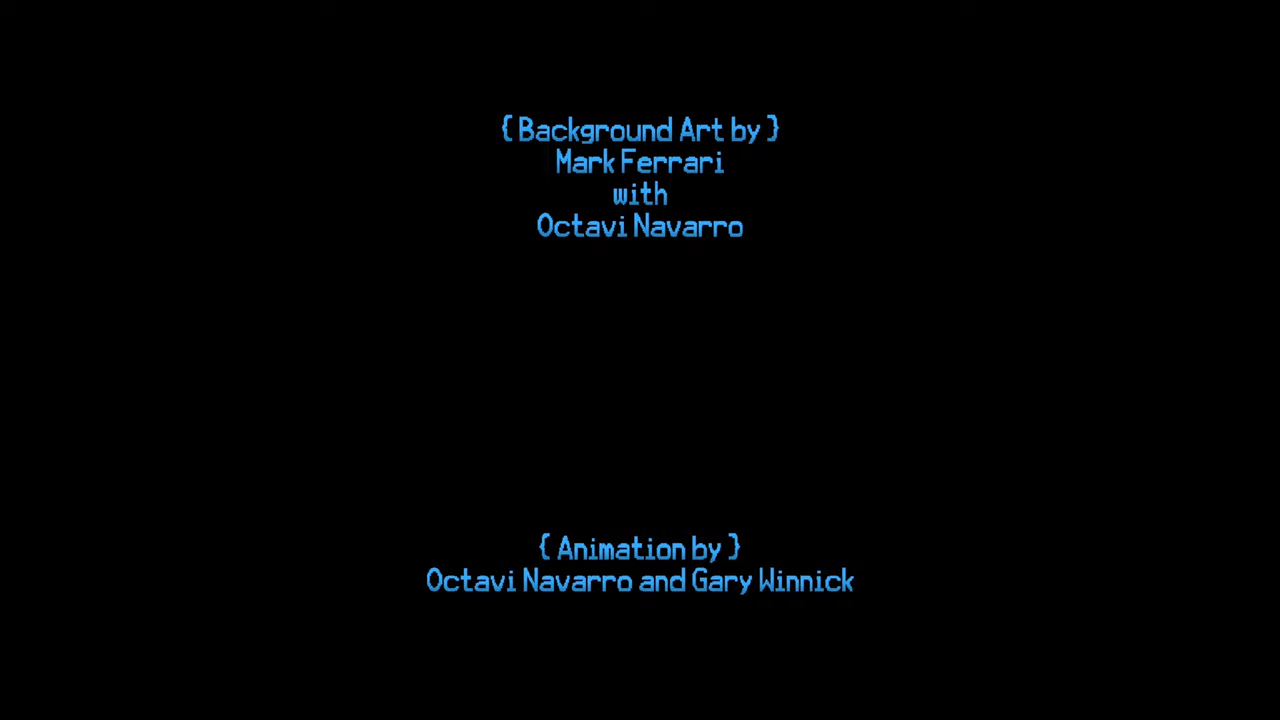 { Background Art by }
Mark Ferrari
with
Octavi Navarro
{ Animation by }
Octavi Navarro and Gary Winnick